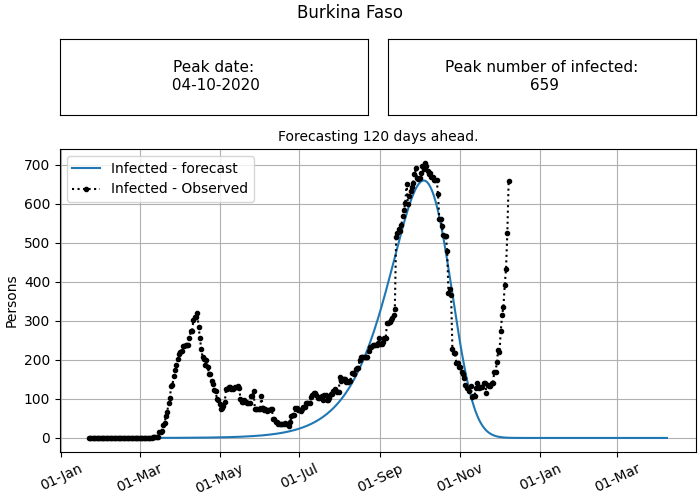 Burkina Faso
Peak date:
04-10-2020
Peak number of infected:
659
Forecasting 120 days ahead.
Infected - forecast
Infected - Observed
Persons
700
600
500
400
300
200
100
0
01-Jan
01-Mar
01-May
01-Jul
01-Sep
01-Nov
01-Jan
01-Mar